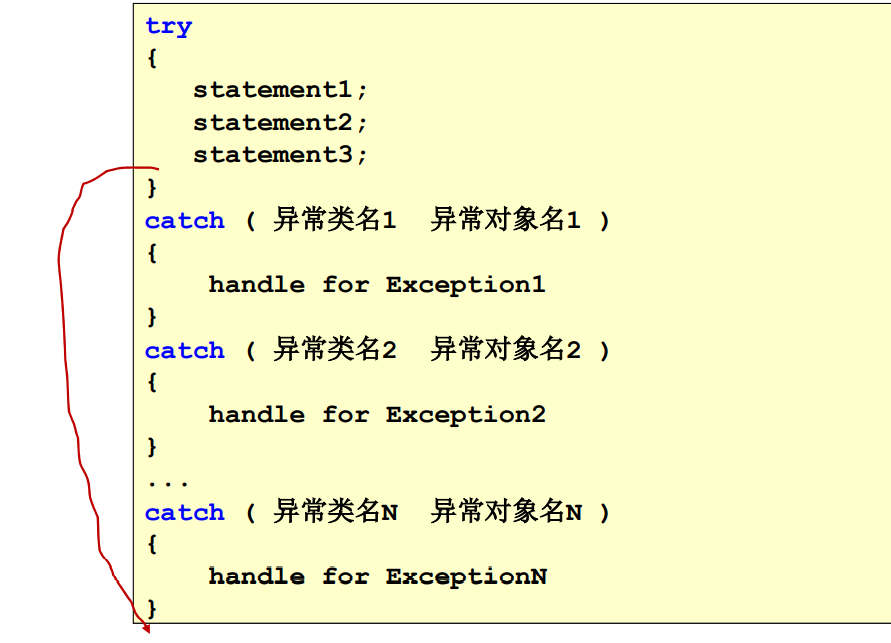 try
{
statement1;
statement2;
statement3;
}
catch ( 异常类名1 异常对象名1 )
{
handle for Exception1
}
catch ( 异常类名2 异常对象名2 )
{
handle for Exception2
}
...
catch ( 异常类名N 异常对象名N )
{
handle for ExceptionN
}